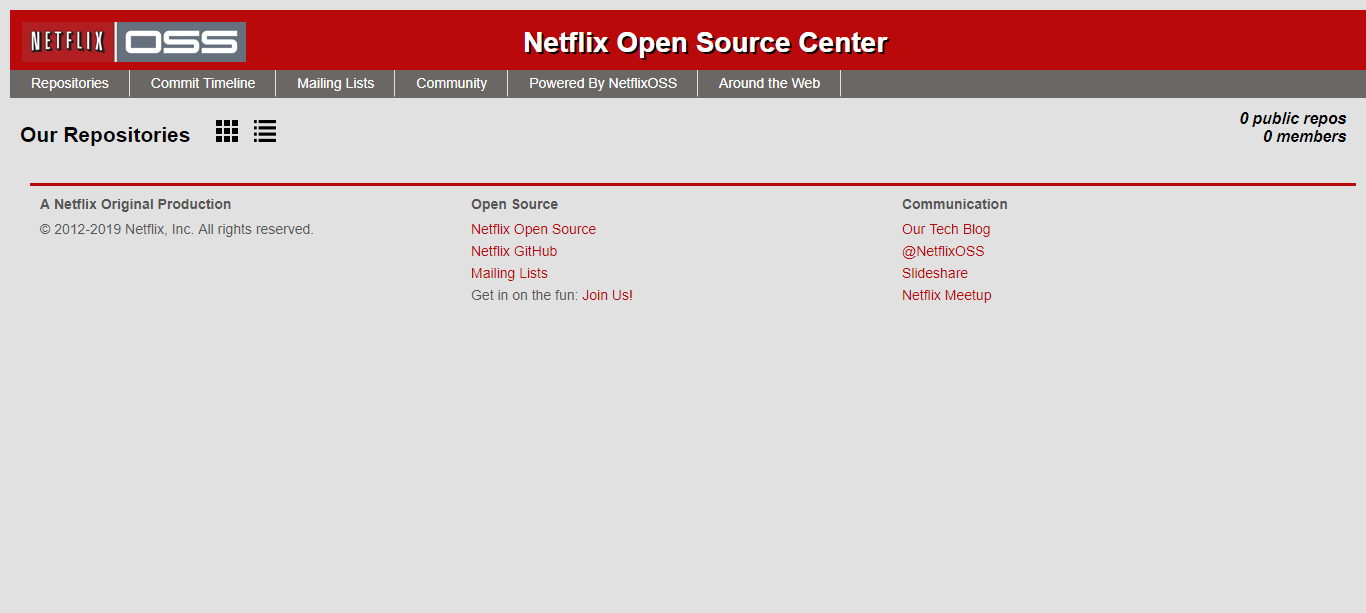 NETFLIX OSS
Netflix Open Source Center
Repositories Commit Timeline Mailing Lists Community Powered By NetflixOSS Around the Web
Our Repositories
0 public repos
0 members
A Netflix Original Production
© 2012-2019 Netflix, Inc. All rights reserved.
Open Source
Netflix Open Source
Netflix GitHub
Mailing Lists
Get in on the fun: Join Us!
Communication
Our Tech Blog
@NetflixOSS
Slideshare
Netflix Meetup